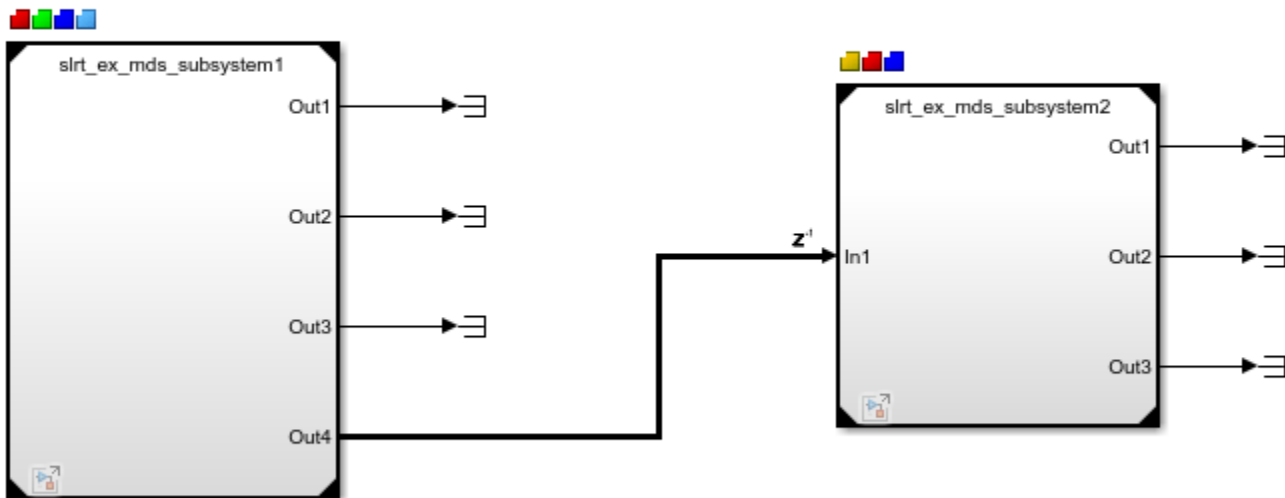 slrt_ex_mds_subsystem1
Out1
Out2
Out3
Out4
z⁻¹
slrt_ex_mds_subsystem2
In1
Out1
Out2
Out3